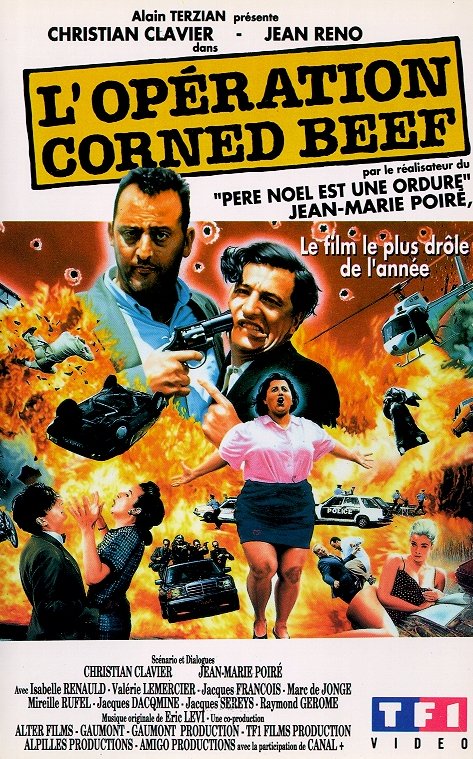 Alain TERZIAN présente
CHRISTIAN CLAVIER - JEAN RENO
dans
L'OPÉRATION
CORNED BEEF
par le réalisateur du
"PERE NOEL EST UNE ORDURE"
JEAN-MARIE POIRÉ,
Le film le plus drôle
de l'année
POLICE
Scénario et Dialogues
CHRISTIAN CLAVIER JEAN-MARIE POIRÉ
Avec Isabelle RENAULD - Valérie LEMERCIER - Jacques FRANCOIS - Marc de JONGE
Mireille RUFEL - Jacques DACQMINE - Jacques SEREYS - Raymond GEROME
Musique originale de Eric LEVI - Une co-production
ALTER FILMS - GAUMONT - GAUMONT PRODUCTION - TF1 FILMS PRODUCTION
ALPILLES PRODUCTIONS - AMIGO PRODUCTIONS avec la participation de CANAL +
TF1
VIDEO